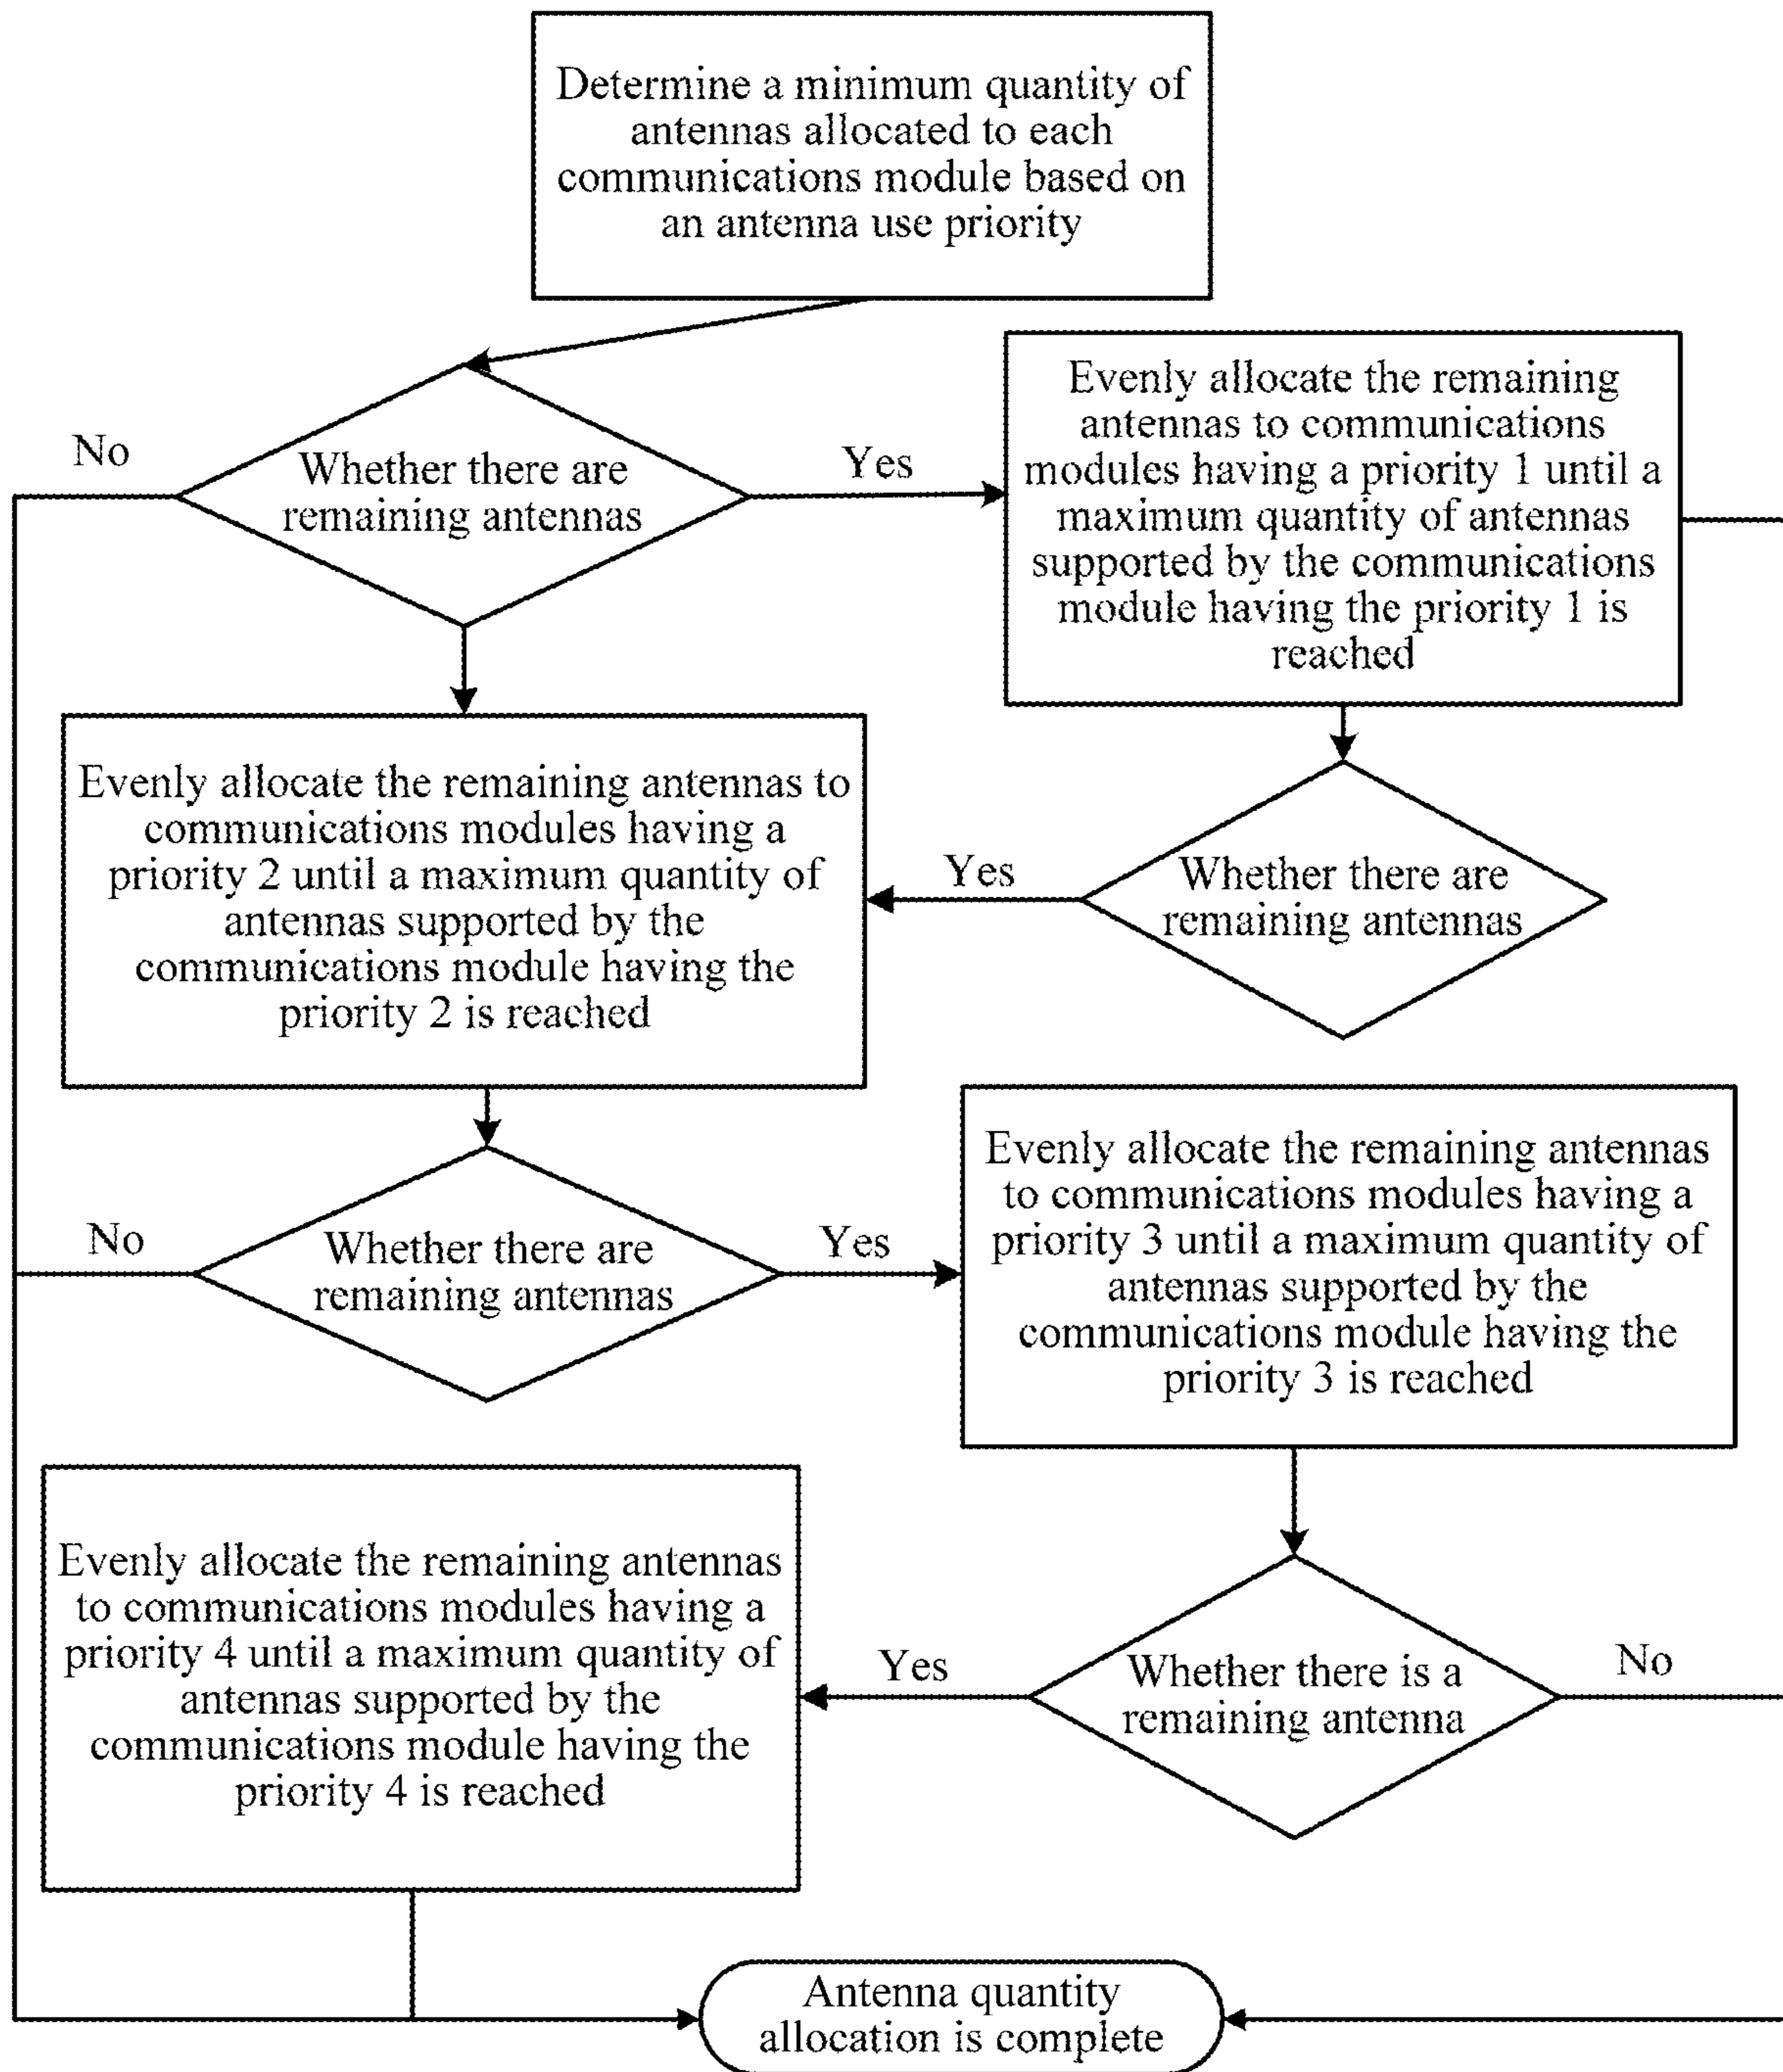 Determine a minimum quantity of
antennas allocated to each
communications module based on
an antenna use priority
No
Whether there are
remaining antennas
Yes
Evenly allocate the remaining
antennas to communications
modules having a priority 1 until a
maximum quantity of antennas
supported by the communications
module having the priority 1 is
reached
Evenly allocate the remaining antennas to
communications modules having a
priority 2 until a maximum quantity of
antennas supported by the
communications module having the
priority 2 is reached
Yes
Whether there are
remaining antennas
No
Whether there are
remaining antennas
Yes
Evenly allocate the remaining antennas
to communications modules having a
priority 3 until a maximum quantity of
antennas supported by the
communications module having the
priority 3 is reached
Evenly allocate the remaining antennas
to communications modules having a
priority 4 until a maximum quantity of
antennas supported by the
communications module having the
priority 4 is reached
Yes
Whether there is a
remaining antenna
No
Antenna quantity
allocation is complete